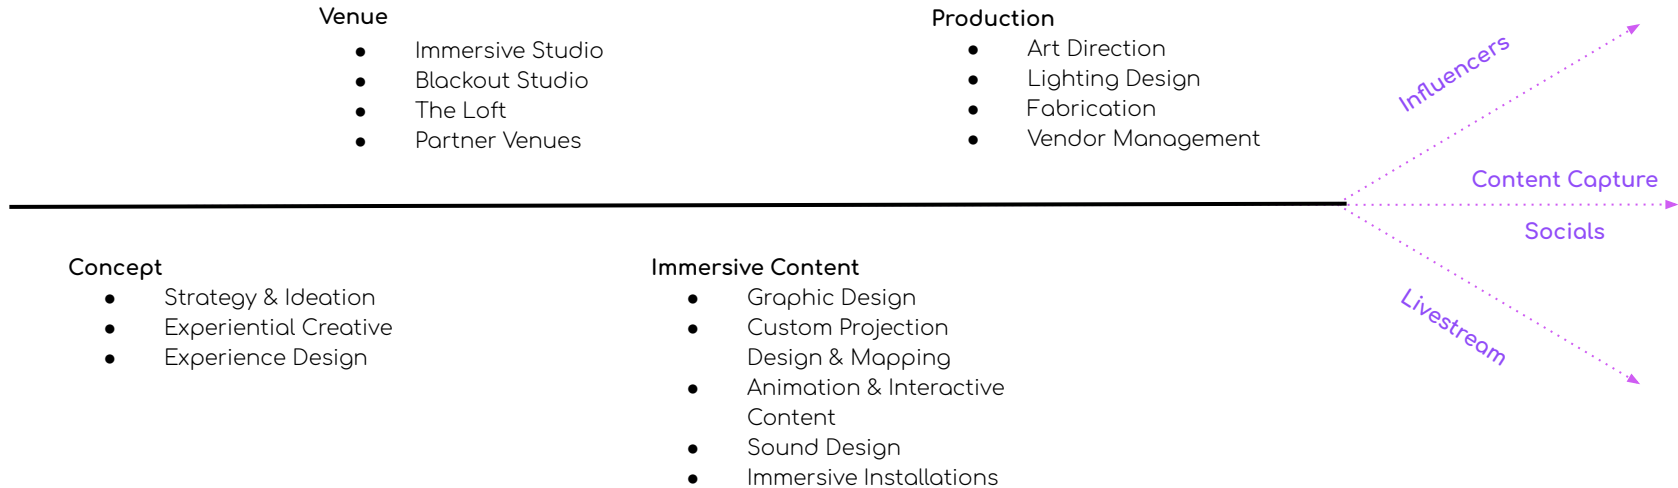 Venue
● Immersive Studio
● Blackout Studio
● The Loft
● Partner Venues
Production
● Art Direction
● Lighting Design
● Fabrication
● Vendor Management
Influencers
Content Capture
Socials
Livestream
Concept
● Strategy & Ideation
● Experiential Creative
● Experience Design
Immersive Content
● Graphic Design
● Custom Projection
Design & Mapping
● Animation & Interactive
Content
● Sound Design
● Immersive Installations